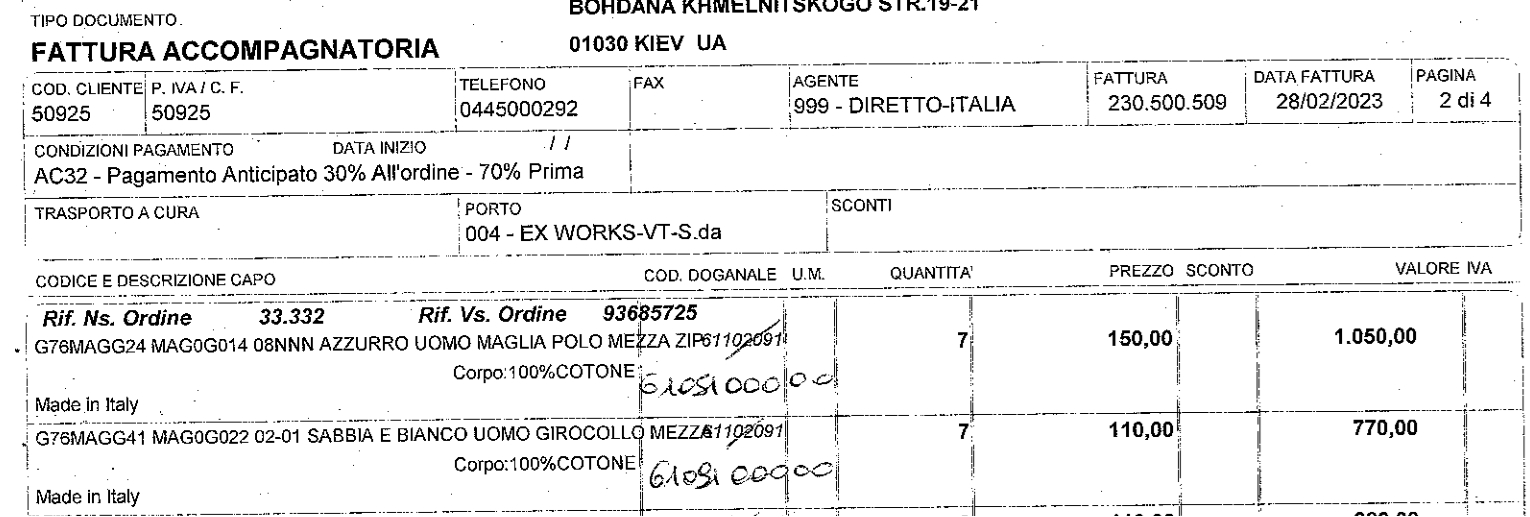 BOHDANA KHMELNITSKOGO STR.19-21
TIPO DOCUMENTO.
FATTURA ACCOMPAGNATORIA
01030 KIEV UA
COD. CLIENTE P. IVA / C. F. TELEFONO FAX AGENTE FATTURA DATA FATTURA PAGINA
50925 50925 0445000292 999 - DIRETTO-ITALIA 230.500.509 28/02/2023 2 di 4
CONDIZIONI PAGAMENTO DATA INIZIO / /
AC32 - Pagamento Anticipato 30% All'ordine - 70% Prima
TRASPORTO A CURA PORTO SCONTI
004 - EX WORKS-VT-S.da
CODICE E DESCRIZIONE CAPO COD. DOGANALE U.M. QUANTITA' PREZZO SCONTO VALORE IVA
Rif. Ns. Ordine 33.332 Rif. Vs. Ordine 93685725
G76MAGG24 MAG0G014 08NNN AZZURRO UOMO MAGLIA POLO MEZZA ZIP 61102091 7 150,00 1.050,00
Corpo:100%COTONE
Made in Italy
G76MAGG41 MAG0G022 02-01 SABBIA E BIANCO UOMO GIROCOLLO MEZZA 61102091 7 110,00 770,00
Corpo:100%COTONE
Made in Italy